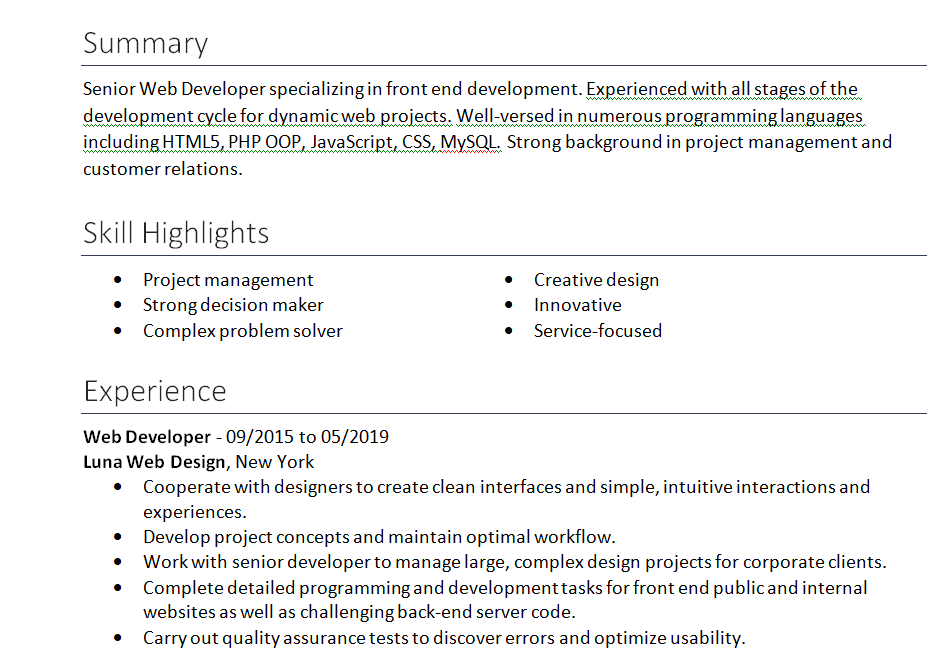 Summary
Senior Web Developer specializing in front end development. Experienced with all stages of the
development cycle for dynamic web projects. Well-versed in numerous programming languages
including HTML5, PHP OOP, JavaScript, CSS, MySQL. Strong background in project management and
customer relations.
Skill Highlights
• Project management
• Strong decision maker
• Complex problem solver
• Creative design
• Innovative
• Service-focused
Experience
Web Developer - 09/2015 to 05/2019
Luna Web Design, New York
• Cooperate with designers to create clean interfaces and simple, intuitive interactions and
experiences.
• Develop project concepts and maintain optimal workflow.
• Work with senior developer to manage large, complex design projects for corporate clients.
• Complete detailed programming and development tasks for front end public and internal
websites as well as challenging back-end server code.
• Carry out quality assurance tests to discover errors and optimize usability.